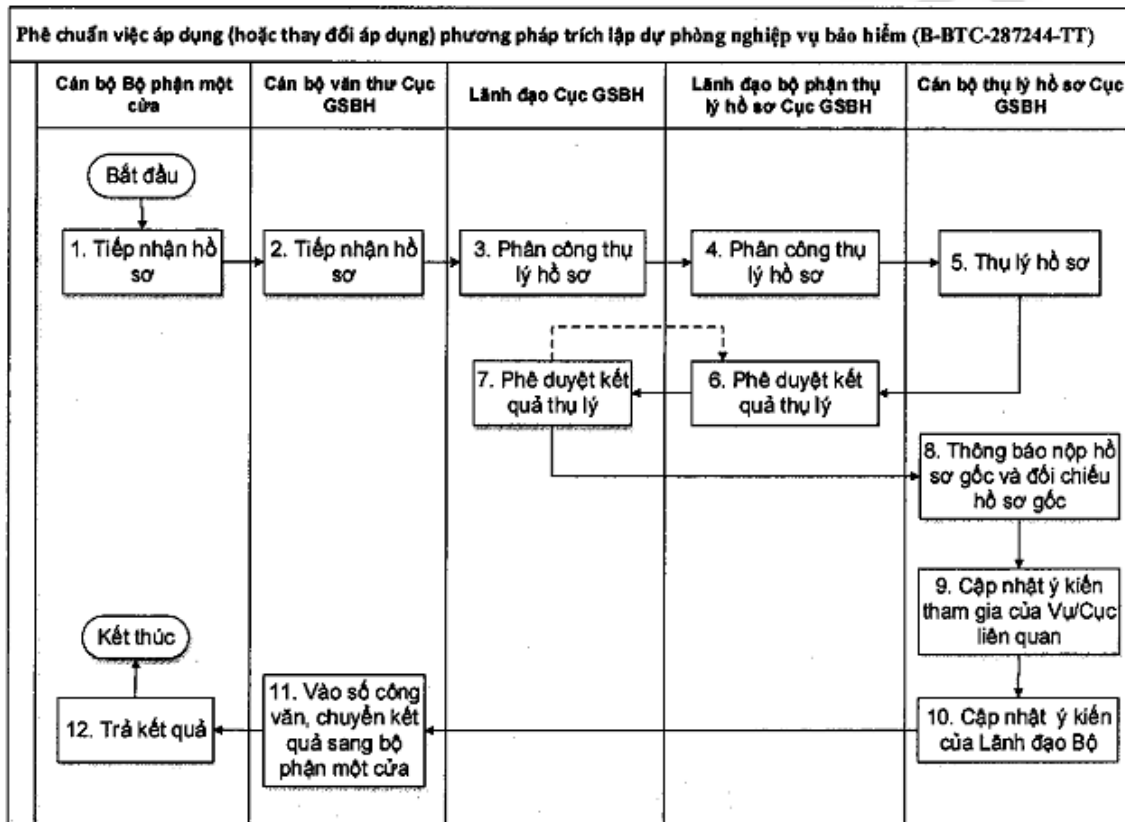 Phê chuẩn việc áp dụng (hoặc thay đổi áp dụng) phương pháp trích lập dự phòng nghiệp vụ bảo hiểm (B-BTC-287244-TT)
Cán bộ Bộ phận một
cửa
Cán bộ văn thư Cục
GSBH
Lãnh đạo Cục GSBH
Lãnh đạo bộ phận thụ
lý hồ sơ Cục GSBH
Cán bộ thụ lý hồ sơ Cục
GSBH
Bắt đầu
1. Tiếp nhận hồ
sơ
2. Tiếp nhận hồ
sơ
3. Phân công thụ
lý hồ sơ
4. Phân công thụ
lý hồ sơ
5. Thụ lý hồ sơ
7. Phê duyệt kết
quả thụ lý
6. Phê duyệt kết
quả thụ lý
8. Thông báo nộp hồ
sơ gốc và đối chiếu
hồ sơ gốc
9. Cập nhật ý kiến
tham gia của Vụ/Cục
liên quan
Kết thúc
12. Trả kết quả
11. Vào số công
văn, chuyển kết
quả sang bộ
phận một cửa
10. Cập nhật ý kiến
của Lãnh đạo Bộ